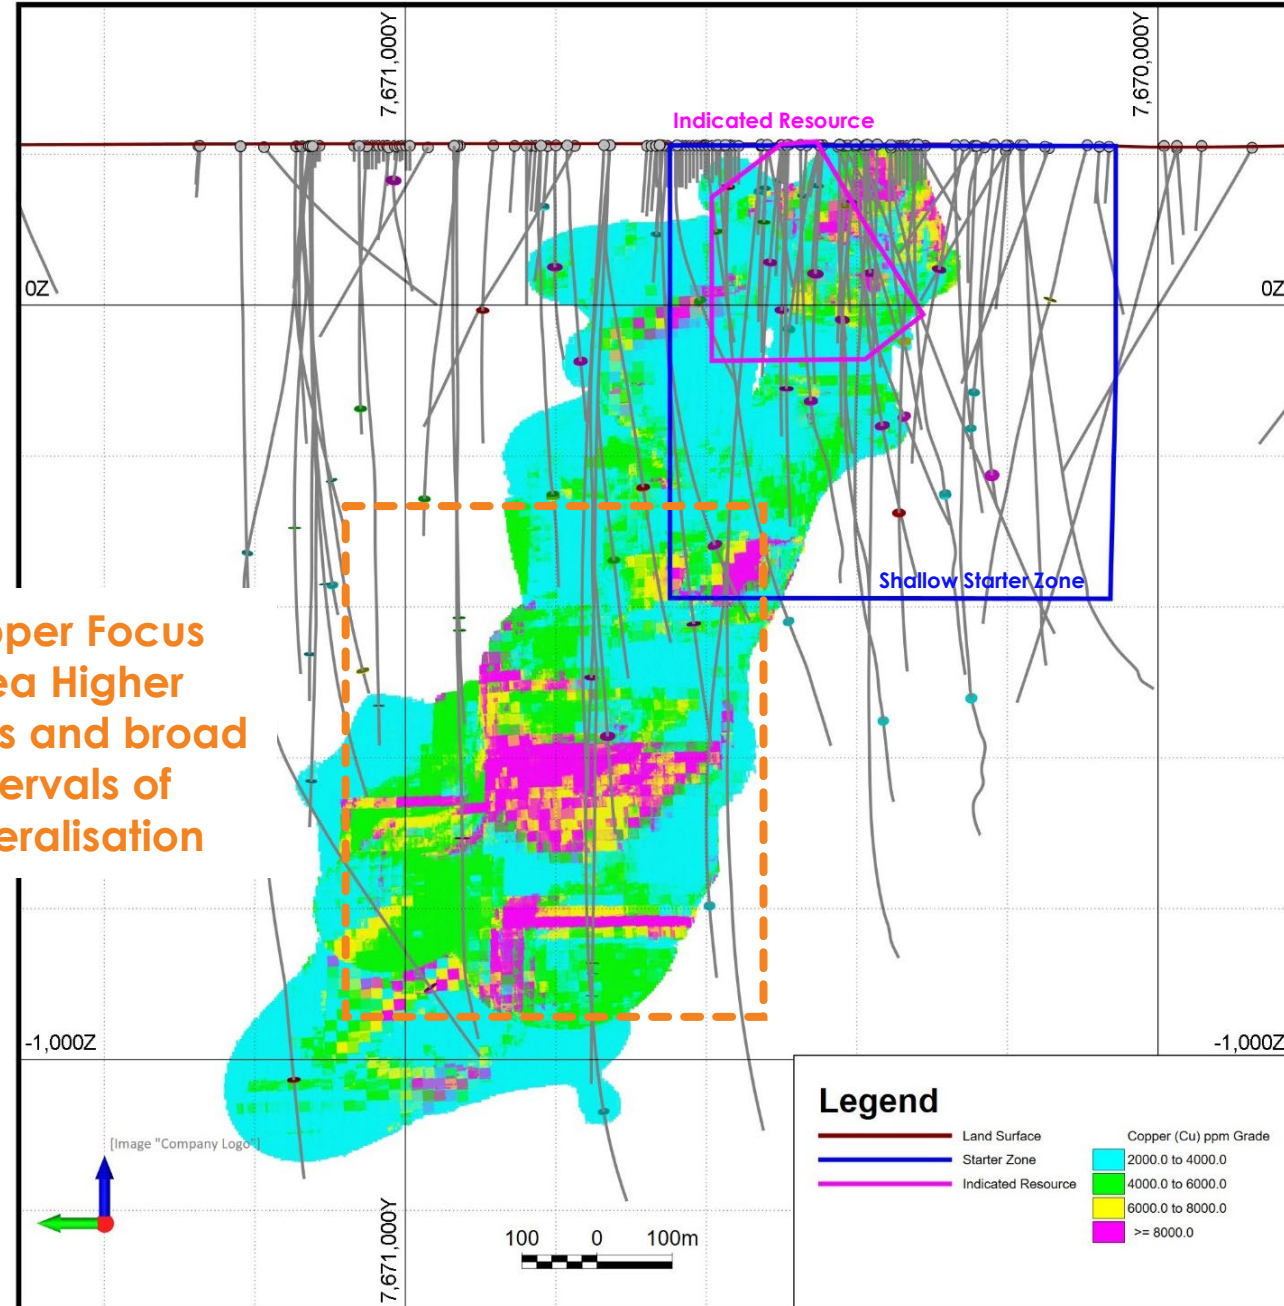 7,671,000Y
7,670,000Y
Indicated Resource
0Z
0Z
Shallow Starter Zone
per Focus
ea Higher
s and broad
ervals of
eralisation
-1,000Z
-1,000Z
[Image "Company Logo"]
7,671,000Y
100 0 100m
Legend
Land Surface
Starter Zone
Indicated Resource
Copper (Cu) ppm Grade
2000.0 to 4000.0
4000.0 to 6000.0
6000.0 to 8000.0
>= 8000.0